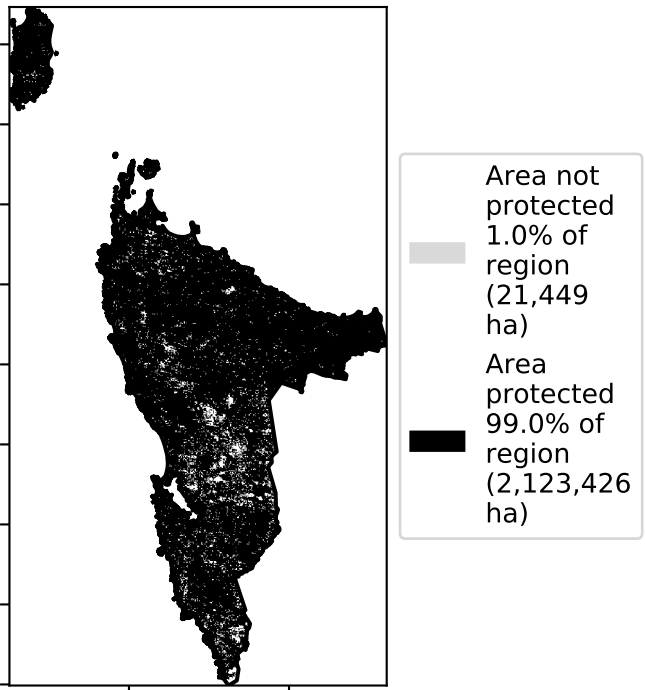 Area not
protected
1.0% of
region
(21,449
ha)
Area
protected
99.0% of
region
(2,123,426
ha)